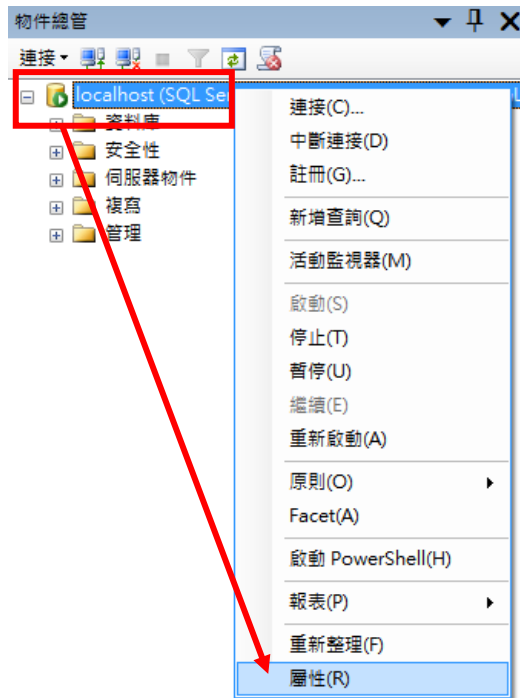 物件總管
連接
localhost (SQL Se
資料庫
安全性
伺服器物件
複寫
管理
連接(C)...
中斷連接(D)
註冊(G)...
新增查詢(Q)
活動監視器(M)
啟動(S)
停止(T)
暫停(U)
繼續(E)
重新啟動(A)
原則(O)
Facet(A)
啟動 PowerShell(H)
報表(P)
重新整理(F)
屬性(R)